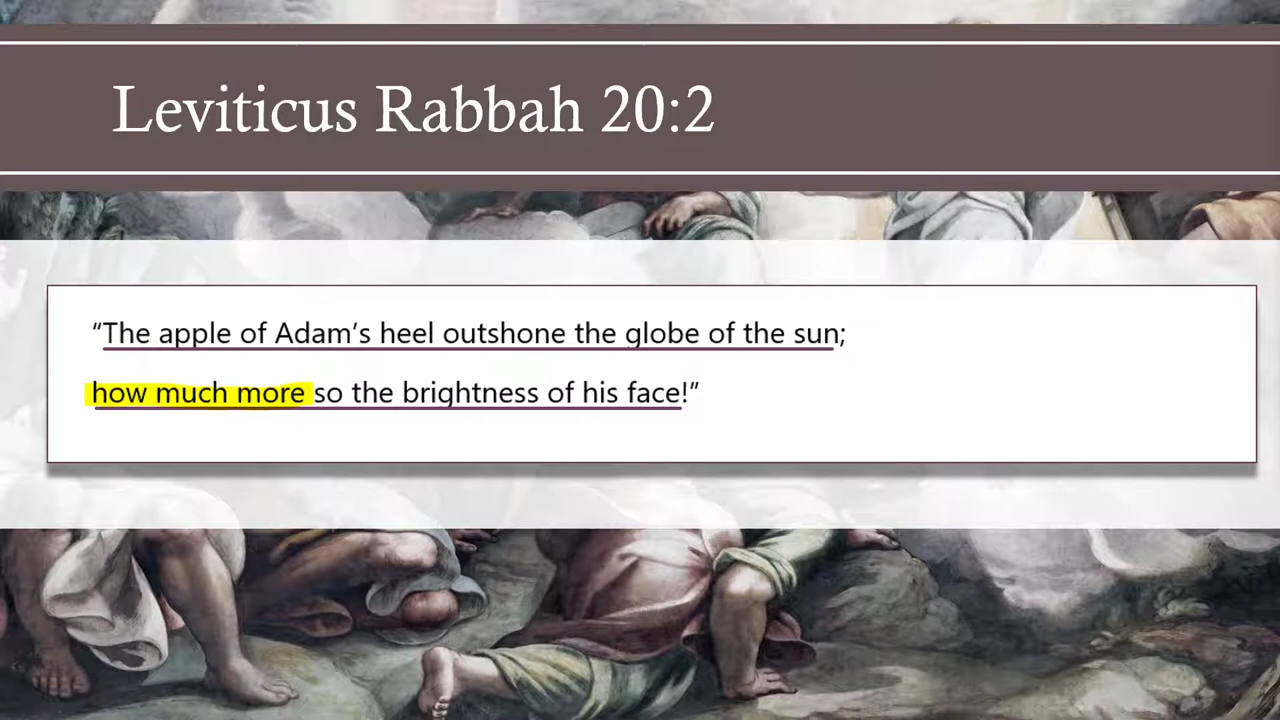 Leviticus Rabbah 20:2
“The apple of Adam’s heel outshone the globe of the sun;
how much more so the brightness of his face!”